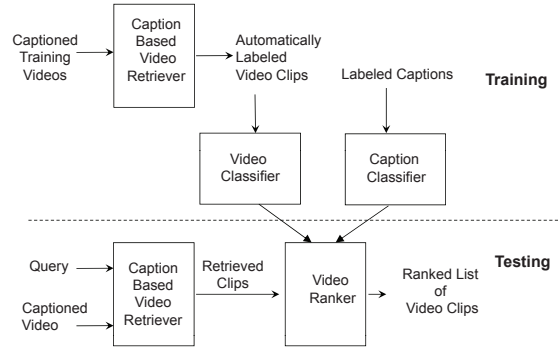 Captioned
Training
Videos
Caption
Based
Video
Retriever
Automatically
Labeled
Video Clips
Labeled Captions
Training
Video
Classifier
Caption
Classifier
Testing
Query
Captioned
Video
Caption
Based
Video
Retriever
Retrieved
Clips
Video
Ranker
Ranked List
of
Video Clips